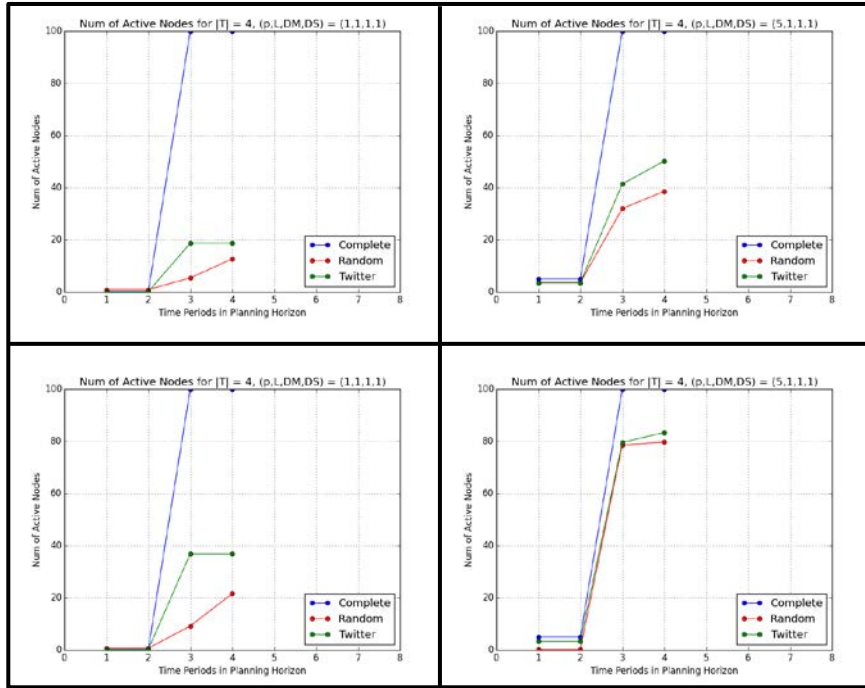 Num of Active Nodes for |T| = 4, (p,L,DM,DS) = (1,1,1,1)
100
80
60
40
20
0
Num of Active Nodes
Complete
Random
Twitter
0 1 2 3 4 5 6 7 8
Time Periods in Planning Horizon
Num of Active Nodes for |T| = 4, (p,L,DM,DS) = (5,1,1,1)
100
80
60
40
20
0
Num of Active Nodes
Complete
Random
Twitter
0 1 2 3 4 5 6 7 8
Time Periods in Planning Horizon
Num of Active Nodes for |T| = 4, (p,L,DM,DS) = (1,1,1,1)
100
80
60
40
20
0
Num of Active Nodes
Complete
Random
Twitter
0 1 2 3 4 5 6 7 8
Time Periods in Planning Horizon
Num of Active Nodes for |T| = 4, (p,L,DM,DS) = (5,1,1,1)
100
80
60
40
20
0
Num of Active Nodes
Complete
Random
Twitter
0 1 2 3 4 5 6 7 8
Time Periods in Planning Horizon